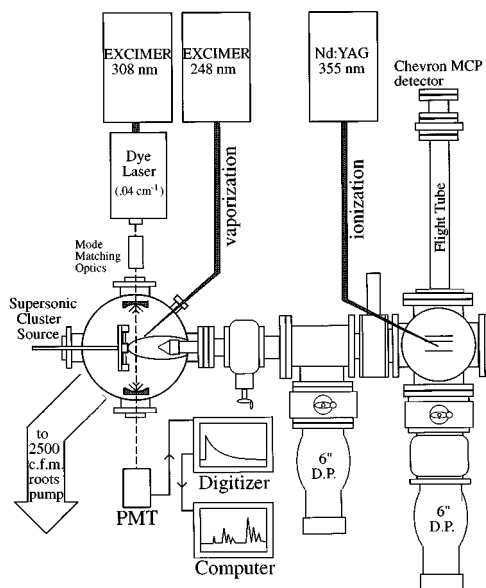 EXCIMER
308 nm
EXCIMER
248 nm
Nd:YAG
355 nm
Chevron MCP
detector
Dye
Laser
(.04 cm⁻¹)
vaporization
ionization
Flight Tube
Mode
Matching
Optics
Supersonic
Cluster
Source
to
2500
c.f.m.
roots
pump
PMT
Digitizer
Computer
6"
D.P.
6"
D.P.